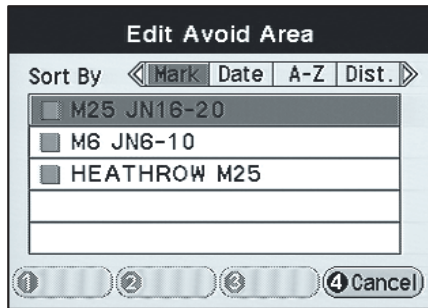 Edit Avoid Area
Sort By Mark Date A-Z Dist.
M25 JN16-20
M6 JN6-10
HEATHROW M25
1 2 3 4 Cancel